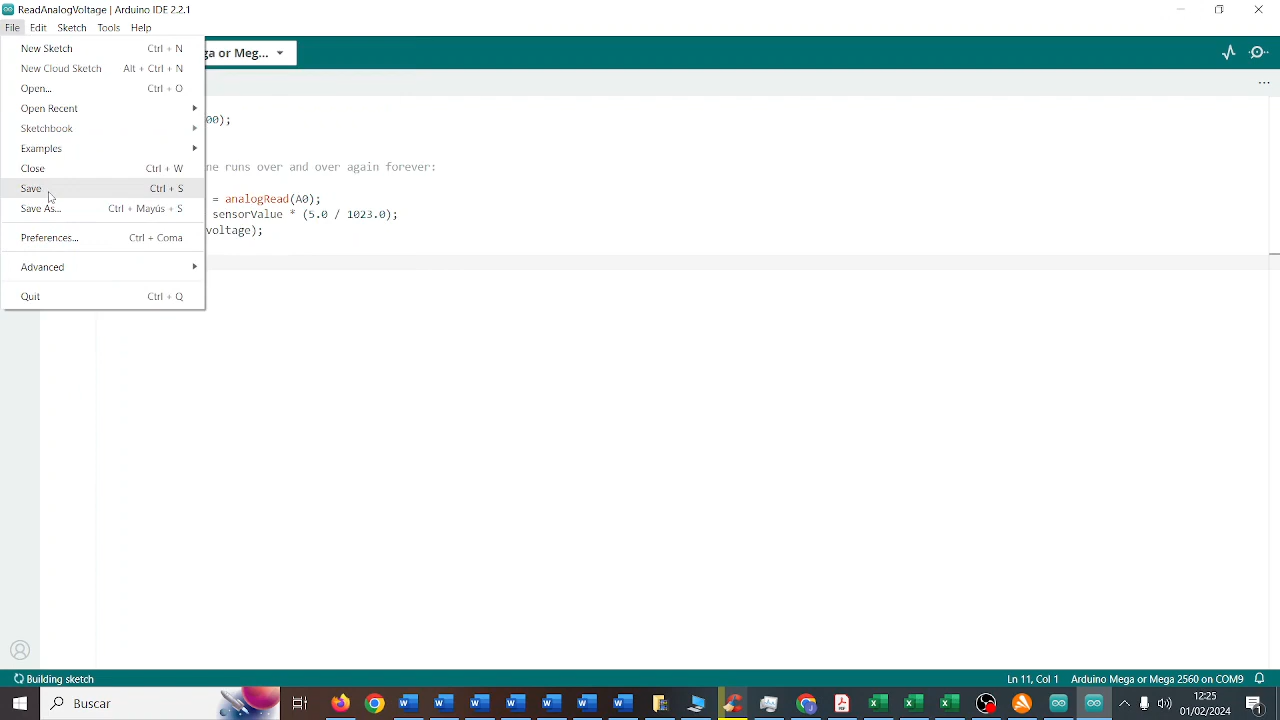 ReadAnalogVoltage | Arduino IDE 2.2.1
File Edit Sketch Tools Help
New Sketch Ctrl + N
New Cloud Sketch Alt + Ctrl + N
Open... Ctrl + O
Open Recent
Sketchbook
Examples
Close Ctrl + W
Save Ctrl + S
Save As... Ctrl + Mayús + S
Preferences... Ctrl + Coma
Advanced
Quit Ctrl + Q
ga or Meg...
00);
ne runs over and over again forever:
= analogRead(A0);
sensorValue * (5.0 / 1023.0);
voltage);
Building sketch
Ln 11, Col 1 Arduino Mega or Mega 2560 on COM9
Buscar
12:25
01/02/2024